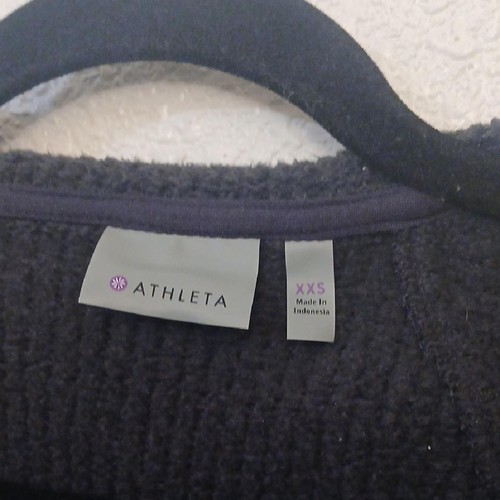 ATHLETA
XXS
Made In
Indonesia